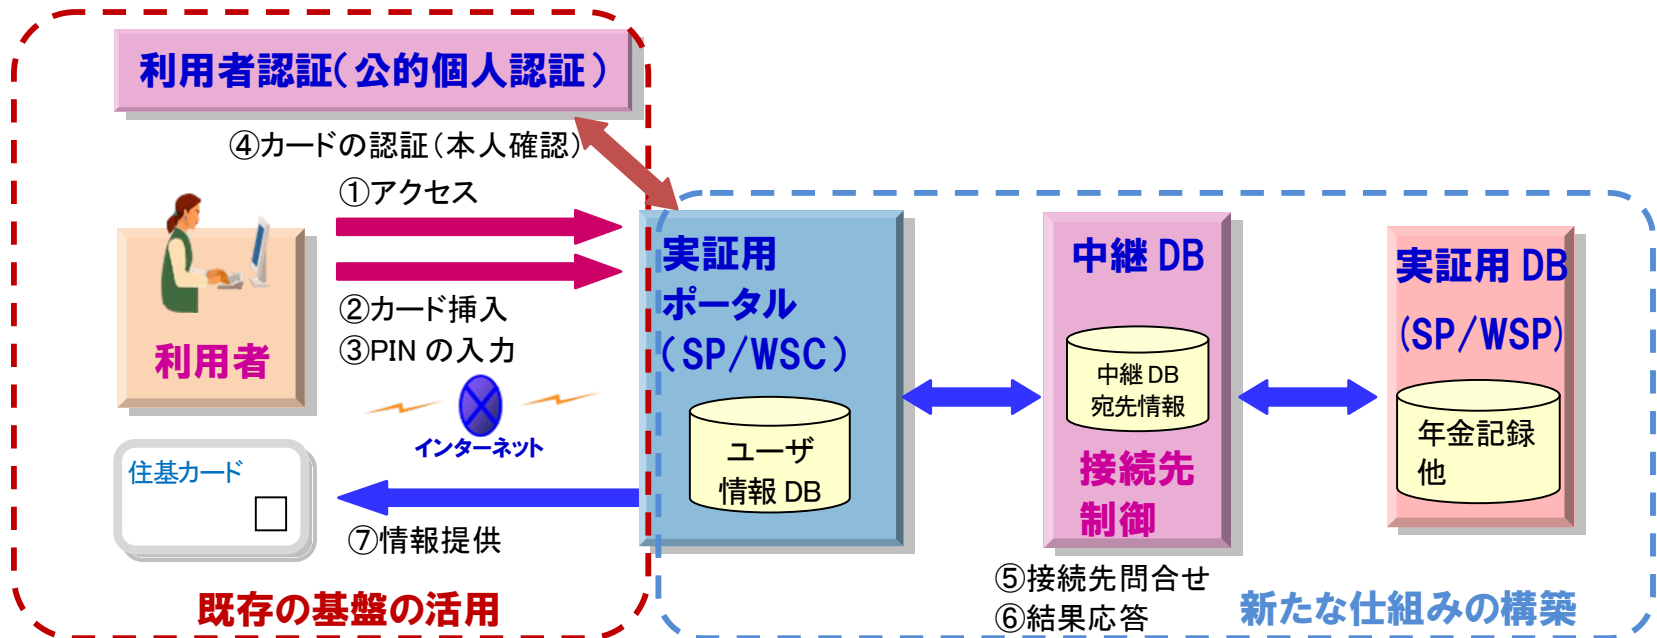 利用者認証(公的個人認証)
④カードの認証(本人確認)
①アクセス
②カード挿入
③PIN の入力
利用者
インターネット
住基カード
⑦情報提供
既存の基盤の活用
実証用
ポータル
(SP/WSC)
ユーザ
情報 DB
中継 DB
中継 DB
宛先情報
接続先
制御
⑤接続先問合せ
⑥結果応答
実証用 DB
(SP/WSP)
年金記録
他
新たな仕組みの構築